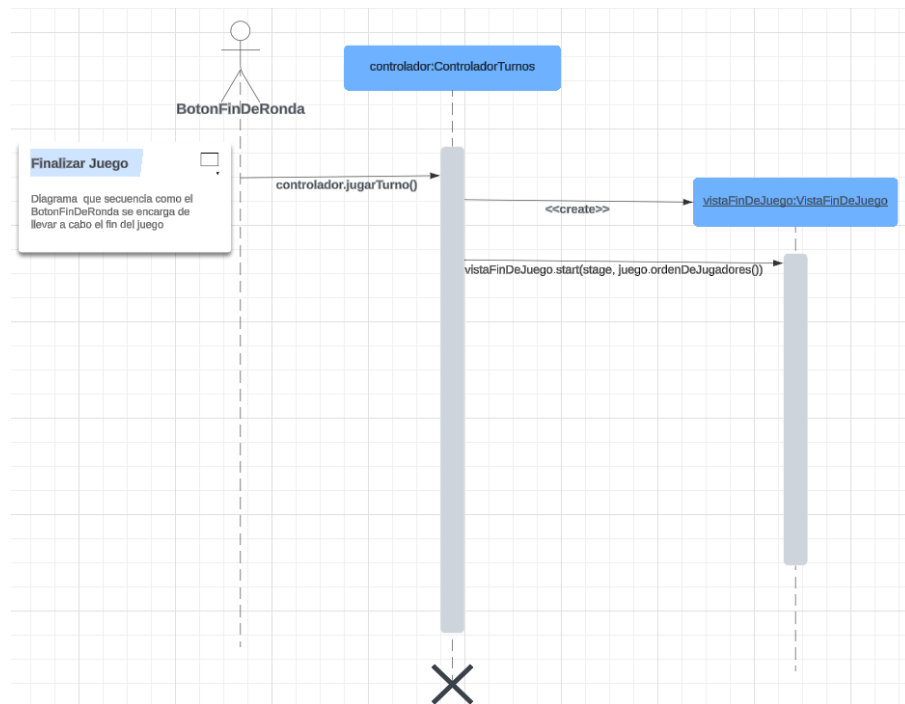 controlador:ControladorTurnos
BotonFinDeRonda
Finalizar Juego
Diagrama que secuencia como el
BotonFinDeRonda se encarga de
llevar a cabo el fin del juego
controlador.jugarTurno()
<<create>>
vistaFinDeJuego:VistaFinDeJuego
vistaFinDeJuego.start(stage, juego.ordenDeJugadores())